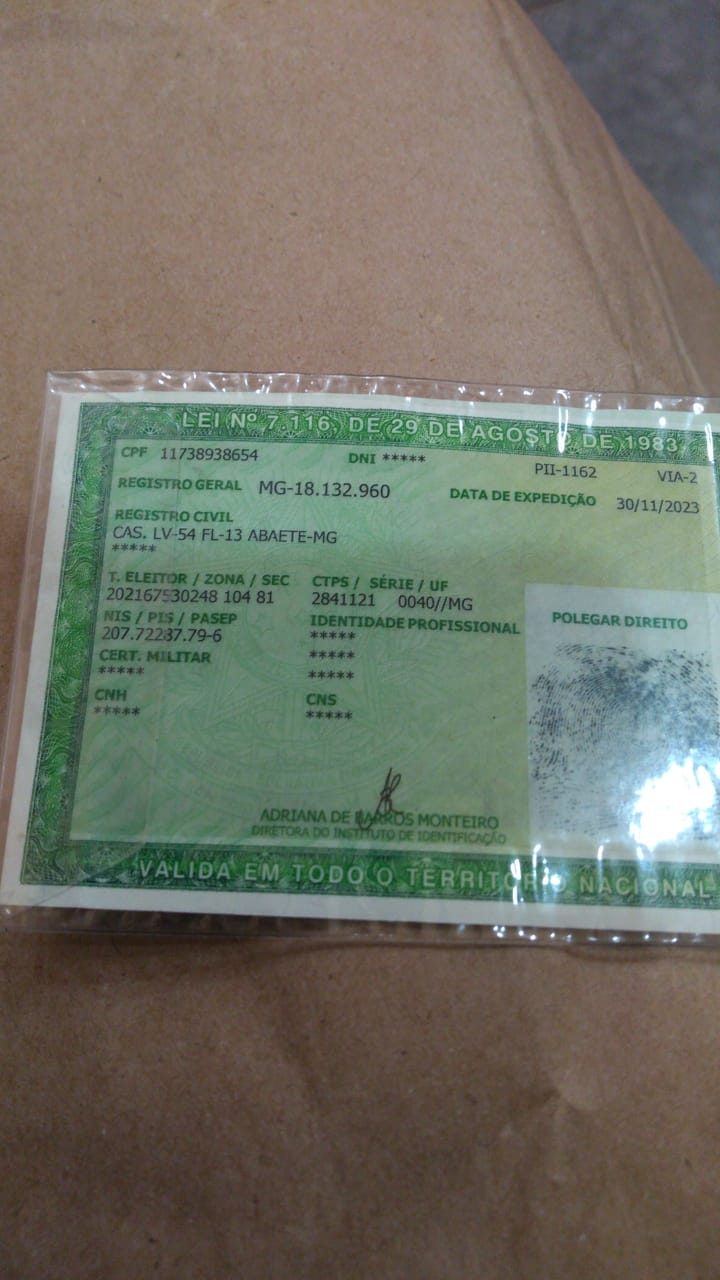 LEI Nº 7.116, DE 29 DE AGOSTO DE 1983
CPF 11738938654 DNI ***** PII-1162 VIA-2
REGISTRO GERAL MG-18.132.960 DATA DE EXPEDIÇÃO 30/11/2023
REGISTRO CIVIL
CAS. LV-54 FL-13 ABAETE-MG
*****
T. ELEITOR / ZONA / SEC CTPS / SÉRIE / UF
202167530248 104 81 2841121 0040//MG
NIS / PIS / PASEP IDENTIDADE PROFISSIONAL POLEGAR DIREITO
207.72287.79-6 *****
CERT. MILITAR *****
***** *****
CNH CNS
***** *****
ADRIANA DE BARROS MONTEIRO
DIRETORA DO INSTITUTO DE IDENTIFICAÇÃO
VALIDA EM TODO O TERRITÓRIO NACIONAL